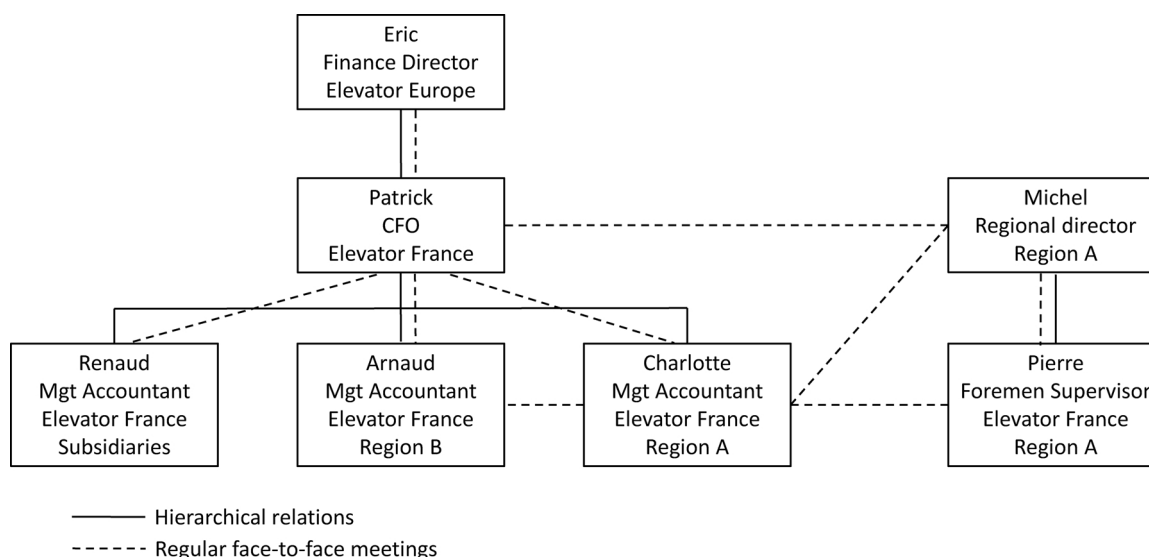 Eric
Finance Director
Elevator Europe
Patrick
CFO
Elevator France
Michel
Regional director
Region A
Renaud
Mgt Accountant
Elevator France
Subsidiaries
Arnaud
Mgt Accountant
Elevator France
Region B
Charlotte
Mgt Accountant
Elevator France
Region A
Pierre
Foremen Supervisor
Elevator France
Region A
Hierarchical relations
Regular face-to-face meetings